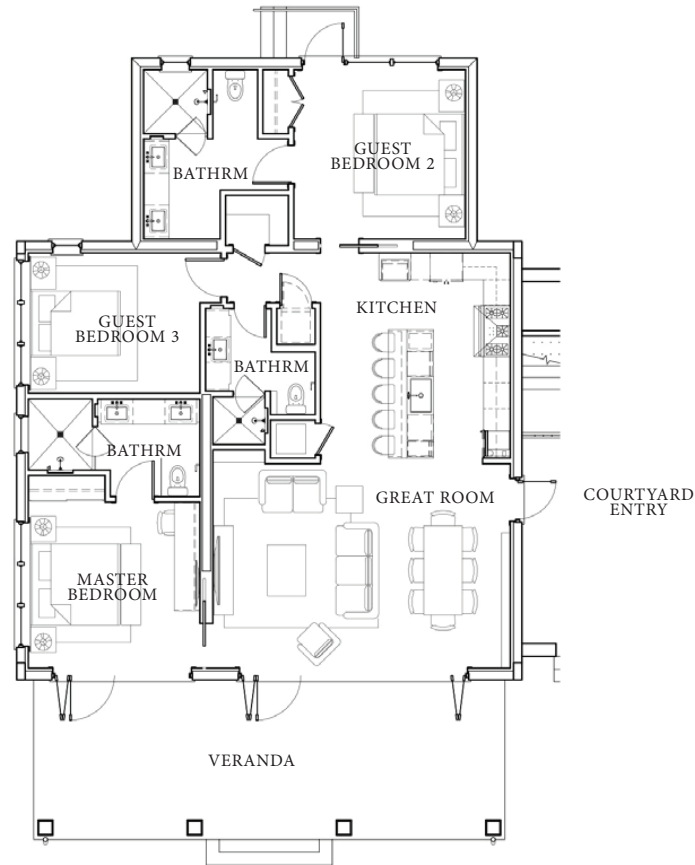 GUEST
BEDROOM 2
BATHRM
KITCHEN
GUEST
BEDROOM 3
BATHRM
BATHRM
GREAT ROOM
COURTYARD
ENTRY
MASTER
BEDROOM
VERANDA